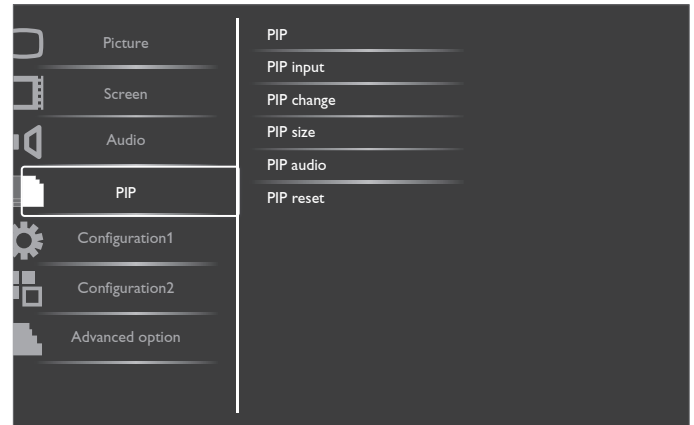 Picture
Screen
Audio
PIP
Configuration1
Configuration2
Advanced option
PIP
PIP input
PIP change
PIP size
PIP audio
PIP reset